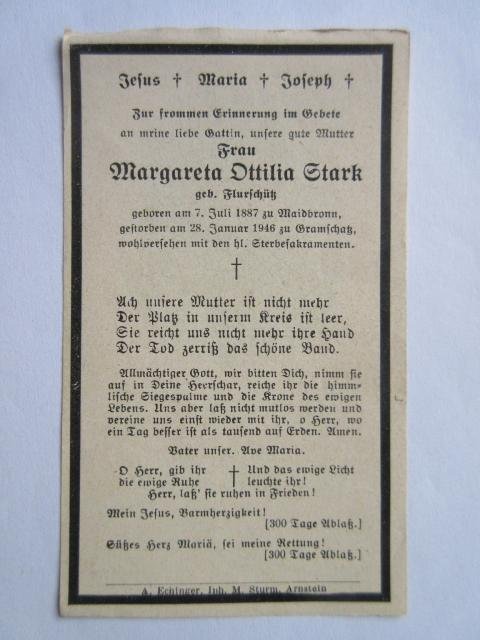 Jesus † Maria † Joseph †
Zur frommen Erinnerung im Gebete
an mrine liebe Gattin, unsere gute Mutter
Frau
Margareta Ottilia Stark
geb. Flurschütz
geboren am 7. Juli 1887 zu Maidbronn,
gestorben am 28. Januar 1946 zu Gramschatz,
wohlversehen mit den hl. Sterbesakramenten.
†
Ach unsere Mutter ist nicht mehr
Der Platz in unserm Kreis ist leer,
Sie reicht uns nicht mehr ihre Hand
Der Tod zerriß das schöne Band.
Allmächtiger Gott, wir bitten Dich, nimm sie
auf in Deine Heerschar, reiche ihr die himm-
lische Siegespalme und die Krone des ewigen
Lebens. Uns aber laß nicht mutlos werden und
vereine uns einst wieder mit ihr, o Herr, wo
ein Tag besser ist als tausend auf Erden. Amen.
Vater unser. Ave Maria.
O Herr, gib ihr † Und das ewige Licht
die ewige Ruhe leuchte ihr!
Herr, laß' sie ruhen in Frieden!
Mein Jesus, Barmherzigkeit!
[300 Tage Ablaß.]
Süßes Herz Mariä, sei meine Rettung!
[300 Tage Ablaß.]
A. Echinger, Inh. M. Sturm, Arnstein